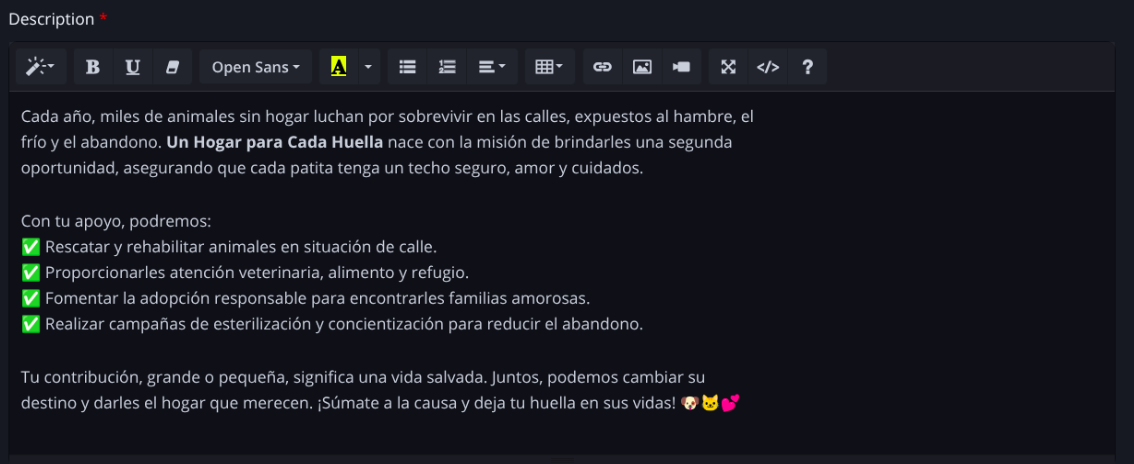 Description *
B U Open Sans A </> ?
Cada año, miles de animales sin hogar luchan por sobrevivir en las calles, expuestos al hambre, el
frío y el abandono. Un Hogar para Cada Huella nace con la misión de brindarles una segunda
oportunidad, asegurando que cada patita tenga un techo seguro, amor y cuidados.
Con tu apoyo, podremos:
✅ Rescatar y rehabilitar animales en situación de calle.
✅ Proporcionarles atención veterinaria, alimento y refugio.
✅ Fomentar la adopción responsable para encontrarles familias amorosas.
✅ Realizar campañas de esterilización y concientización para reducir el abandono.
Tu contribución, grande o pequeña, significa una vida salvada. Juntos, podemos cambiar su
destino y darles el hogar que merecen. ¡Súmate a la causa y deja tu huella en sus vidas! 🐶🐱💕